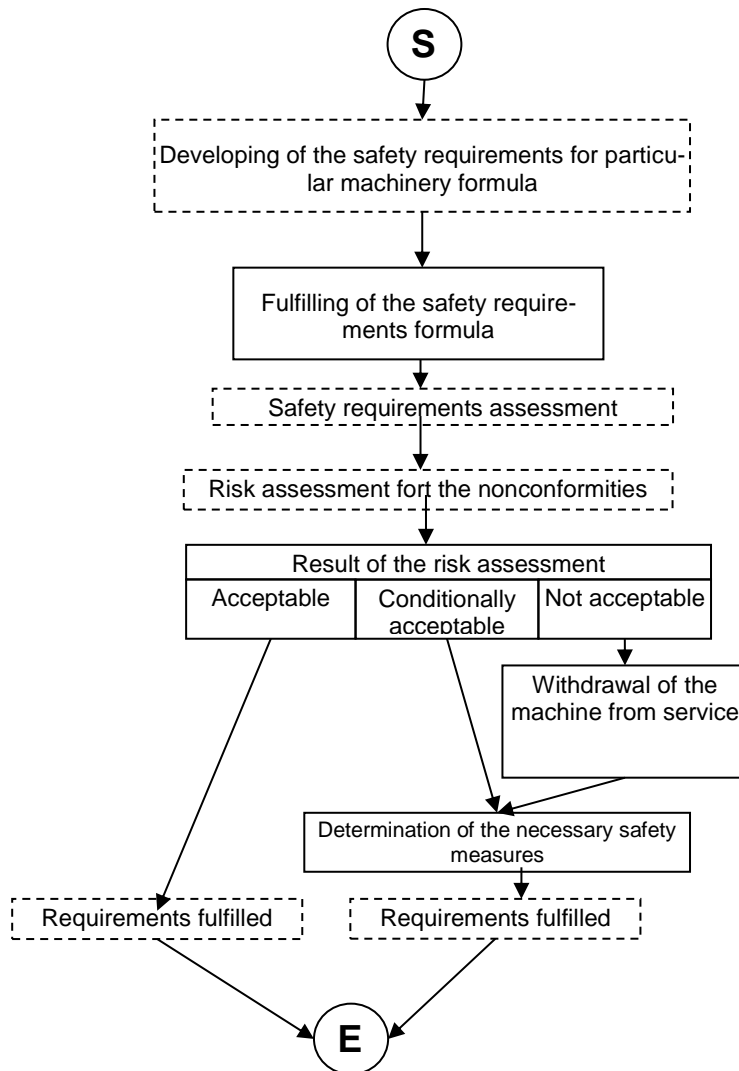 S
Developing of the safety requirements for particu-
lar machinery formula
Fulfilling of the safety require-
ments formula
Safety requirements assessment
Risk assessment fort the nonconformities
Result of the risk assessment
Acceptable
Conditionally
acceptable
Not acceptable
Withdrawal of the
machine from service
Determination of the necessary safety
measures
Requirements fulfilled
Requirements fulfilled
E